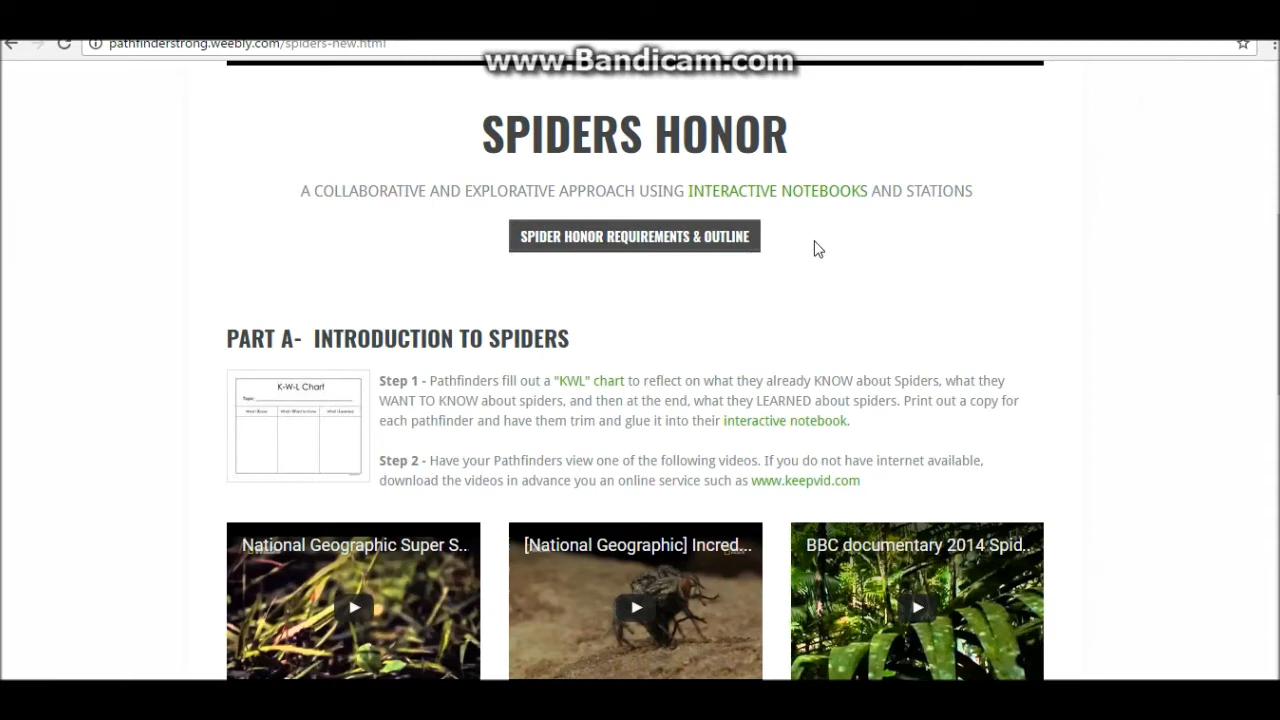 pathfinderstrong.weebly.com/spiders-new.html
www.Bandicam.com
SPIDERS HONOR
A COLLABORATIVE AND EXPLORATIVE APPROACH USING INTERACTIVE NOTEBOOKS AND STATIONS
SPIDER HONOR REQUIREMENTS & OUTLINE
PART A- INTRODUCTION TO SPIDERS
K-W-L Chart
Step 1 - Pathfinders fill out a "KWL" chart to reflect on what they already KNOW about Spiders, what they
WANT TO KNOW about spiders, and then at the end, what they LEARNED about spiders. Print out a copy for
each pathfinder and have them trim and glue it into their interactive notebook.
Step 2 - Have your Pathfinders view one of the following videos. If you do not have internet available,
download the videos in advance you an online service such as www.keepvid.com
National Geographic Super S...
[National Geographic] Incred...
BBC documentary 2014 Spid...